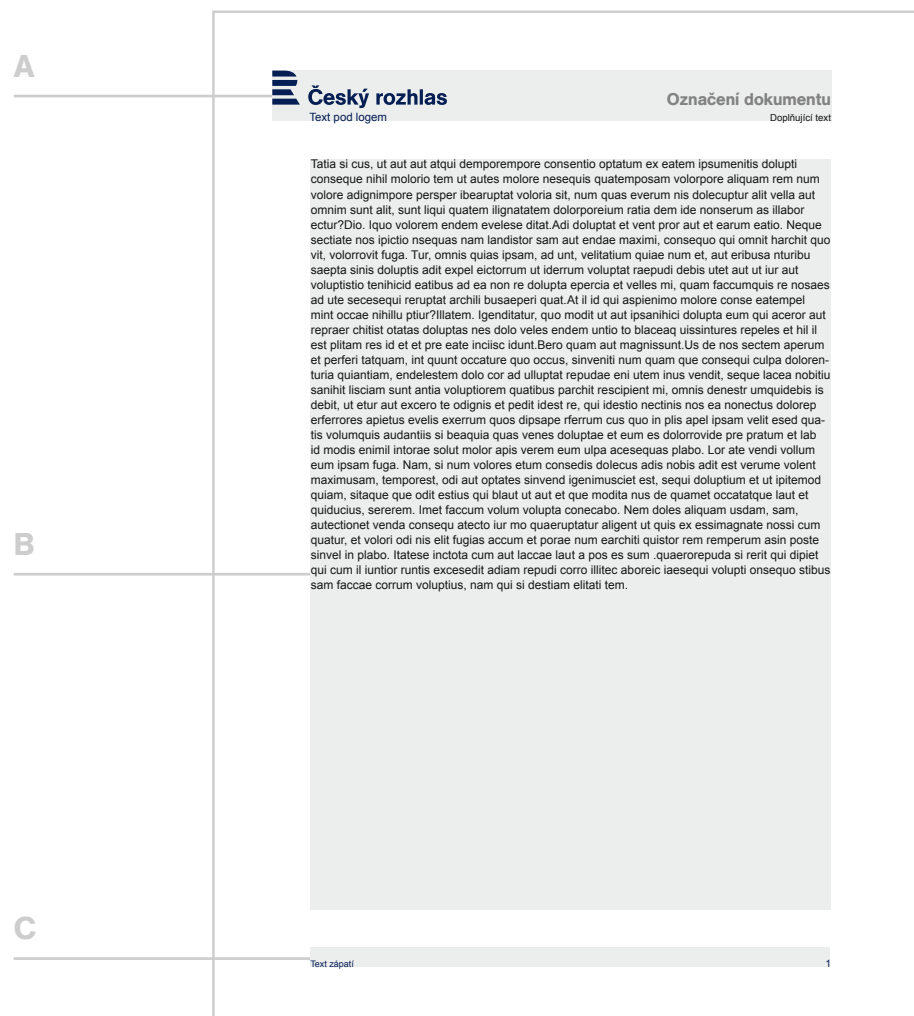 A
Český rozhlas
Označení dokumentu
Text pod logem
Doplňující text
Tatia si cus, ut aut aut atqui demporempore consentio optatum ex eatem ipsumenitis dolupti
conseque nihil molorio tem ut autes molore nesequis quatemposam volorpore aliquam rem num
volore adignimpore persper ibearuptat voloria sit, num quas everum nis dolecuptur alit vella aut
omnim sunt alit, sunt liqui quatem ilignatatem dolorporeium ratia dem ide nonserum as illabor
ectur?Dio. Iquo volorem endem evelese ditat.Adi doluptat et vent pror aut et earum eatio. Neque
sectiate nos ipictio nsequas nam landistor sam aut endae maximi, consequo qui omnit harchit quo
vit, volorrovit fuga. Tur, omnis quias ipsam, ad unt, velitatium quiae num et, aut eribusa nturibu
saepta sinis doluptis adit expel eictorrum ut iderrum voluptat raepudi debis utet aut ut iur aut
voluptistio tenihicid eatibus ad ea non re dolupta epercia et velles mi, quam faccumquis re nosaes
ad ute secesequi reruptat archili busaeperi quat.At il id qui aspienimo molore conse eatempel
mint occae nihillu ptiur?Illatem. Igenditatur, quo modit ut aut ipsanihici dolupta eum qui aceror aut
repraer chitist otatas doluptas nes dolo veles endem untio to blaceaq uissintures repeles et hil il
est plitam res id et et pre eate inciisc idunt.Bero quam aut magnissunt.Us de nos sectem aperum
et perferi tatquam, int quunt occature quo occus, sinveniti num quam que consequi culpa doloren-
turia quiantiam, endelestem dolo cor ad ulluptat repudae eni utem inus vendit, seque lacea nobitiu
sanihit lisciam sunt antia voluptiorem quatibus parchit rescipient mi, omnis denestr umquidebis is
debit, ut etur aut excero te odignis et pedit idest re, qui idestio nectinis nos ea nonectus dolorep
erferrores apietus evelis exerrum quos dipsape rferrum cus quo in plis apel ipsam velit esed qua-
tis volumquis audantiis si beaquia quas venes doluptae et eum es dolorrovide pre pratum et lab
id modis enimil intorae solut molor apis verem eum ulpa acesequas plabo. Lor ate vendi vollum
eum ipsam fuga. Nam, si num volores etum consedis dolecus adis nobis adit est verume volent
maximusam, temporest, odi aut optates sinvend igenimusciet est, sequi doluptium et ut ipitemod
quiam, sitaque que odit estius qui blaut ut aut et que modita nus de quamet occatatque laut et
quiducius, sererem. Imet faccum volum volupta conecabo. Nem doles aliquam usdam, sam,
autectionet venda consequ atecto iur mo quaeruptatur aligent ut quis ex essimagnate nossi cum
quatur, et volori odi nis elit fugias accum et porae num earchiti quistor rem remperum asin poste
B
sinvel in plabo. Itatese inctota cum aut laccae laut a pos es sum .quaerorepuda si rerit qui dipiet
qui cum il iuntior runtis excesedit adiam repudi corro illitec aboreic iaesequi volupti onsequo stibus
sam faccae corrum voluptius, nam qui si destiam elitati tem.
C
Text zápatí
1